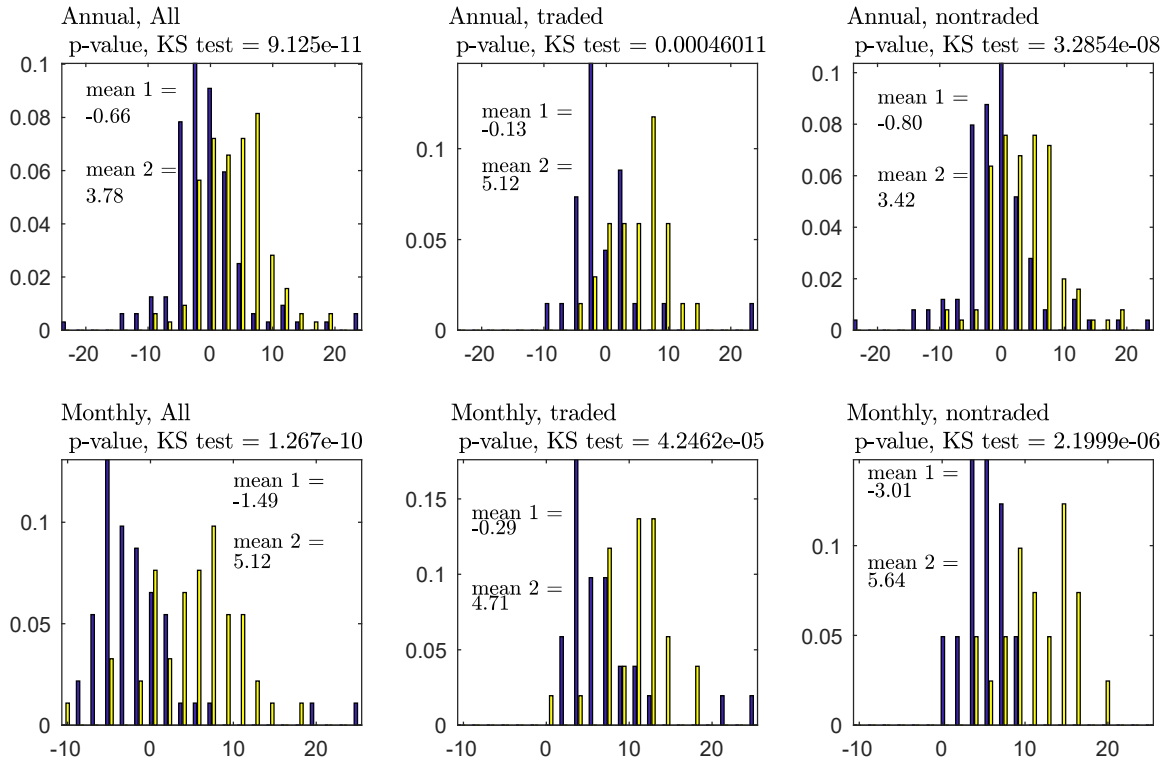 Annual, All
p-value, KS test = 9.125e-11
0.1
0.08
0.06
0.04
0.02
0
mean 1 =
-0.66
mean 2 =
3.78
-20
-10
0
10
20
Annual, traded
p-value, KS test = 0.00046011
0.1
0.05
0
mean 1 =
-0.13
mean 2 =
5.12
-20
-10
0
10
20
Annual, nontraded
p-value, KS test = 3.2854e-08
0.1
0.08
0.06
0.04
0.02
0
mean 1 =
-0.80
mean 2 =
3.42
-20
-10
0
10
20
Monthly, All
p-value, KS test = 1.267e-10
0.1
0.05
0
mean 1 =
-1.49
mean 2 =
5.12
-10
0
10
20
Monthly, traded
p-value, KS test = 4.2462e-05
0.15
0.1
0.05
0
mean 1 =
-0.29
mean 2 =
4.71
-10
0
10
20
Monthly, nontraded
p-value, KS test = 2.1999e-06
0.1
0.05
0
mean 1 =
-3.01
mean 2 =
5.64
-10
0
10
20